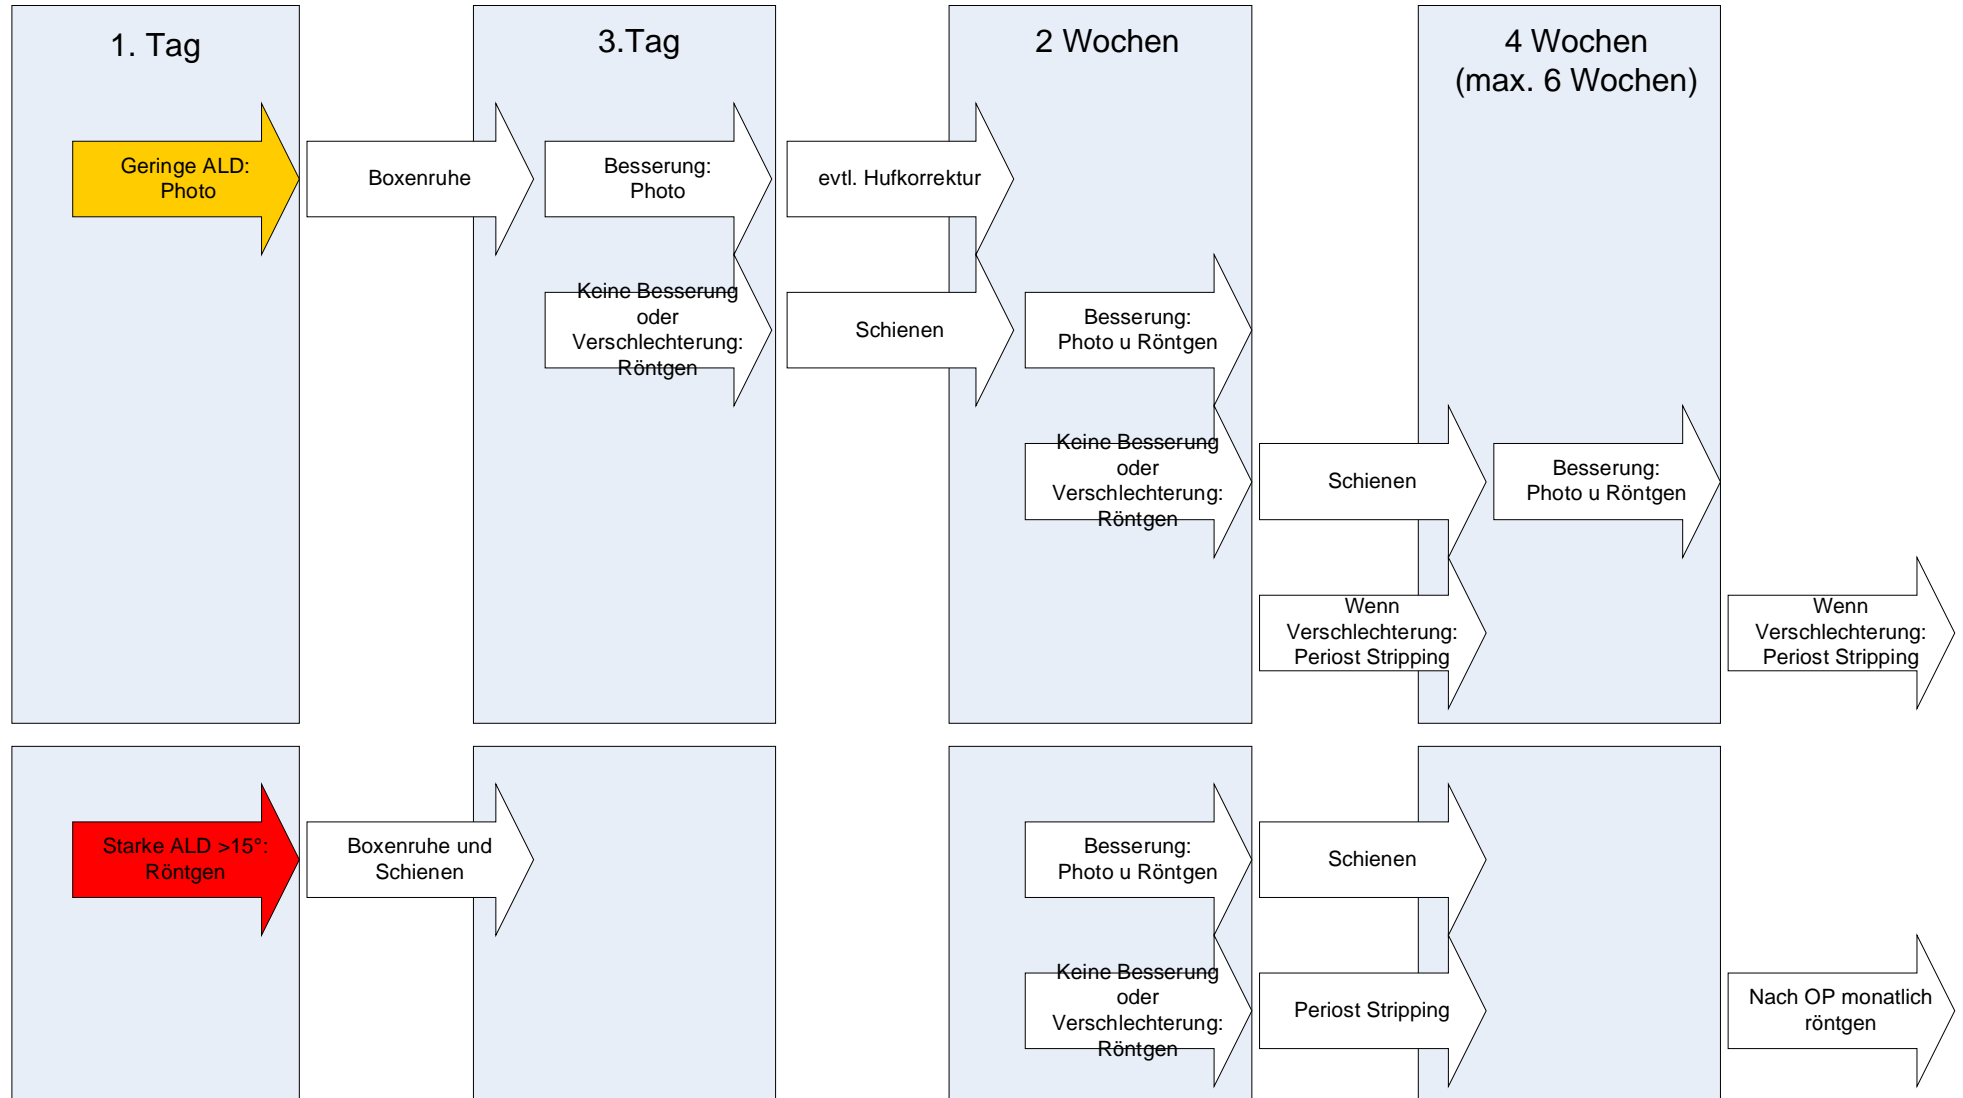 1. Tag
3.Tag
2 Wochen
4 Wochen
(max. 6 Wochen)
Geringe ALD:
Photo
Boxenruhe
Besserung:
Photo
evtl. Hufkorrektur
Keine Besserung
oder
Verschlechterung:
Röntgen
Schienen
Besserung:
Photo u Röntgen
Keine Besserung
oder
Verschlechterung:
Röntgen
Schienen
Besserung:
Photo u Röntgen
Wenn
Verschlechterung:
Periost Stripping
Wenn
Verschlechterung:
Periost Stripping
Starke ALD >15°:
Röntgen
Boxenruhe und
Schienen
Besserung:
Photo u Röntgen
Schienen
Keine Besserung
oder
Verschlechterung:
Röntgen
Periost Stripping
Nach OP monatlich
röntgen